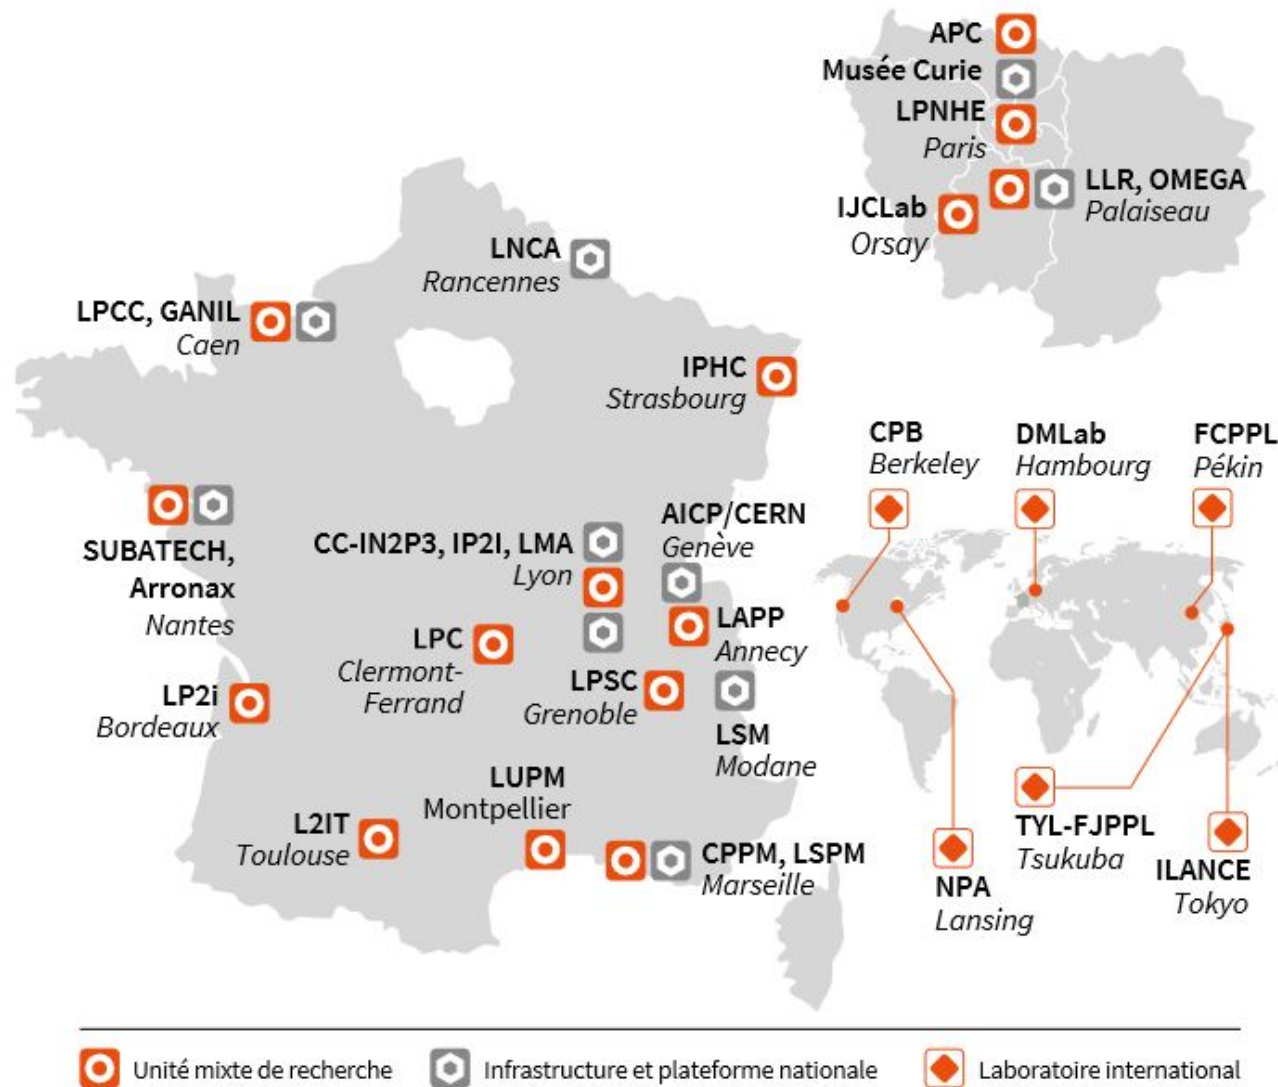 APC
Musée Curie
LPNHE
Paris
LLR, OMEGA
Palaiseau
IJCLab
Orsay
LNCA
Rancennes
LPCC, GANIL
Caen
IPHC
Strasbourg
CPB
Berkeley
DMLab
Hambourg
FCPPL
Pékin
SUBATECH,
Arronax
Nantes
CC-IN2P3, IP2I, LMA
Lyon
AICP/CERN
Genève
LAPP
Annecy
LPC
Clermont-
Ferrand
LPSC
Grenoble
LSM
Modane
LP2i
Bordeaux
LUPM
Montpellier
L2IT
Toulouse
CPPM, LSPM
Marseille
TYL-FJPPL
Tsukuba
ILANCE
Tokyo
NPA
Lansing
Unité mixte de recherche
Infrastructure et plateforme nationale
Laboratoire international